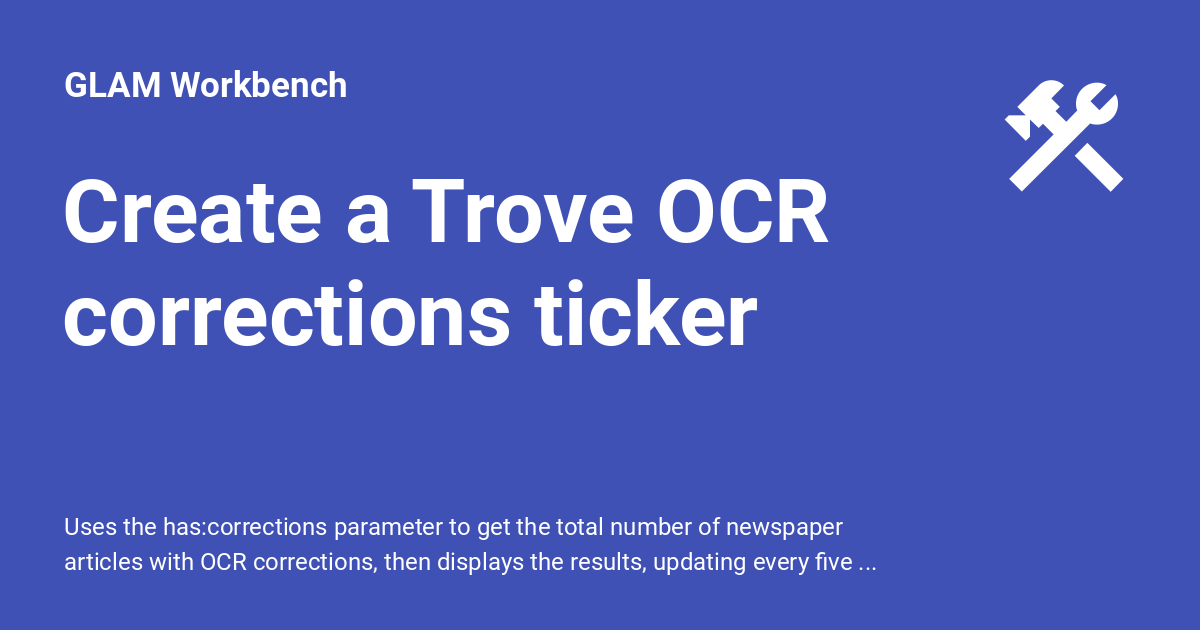 GLAM Workbench
Create a Trove OCR
corrections ticker
Uses the has:corrections parameter to get the total number of newspaper
articles with OCR corrections, then displays the results, updating every five ...